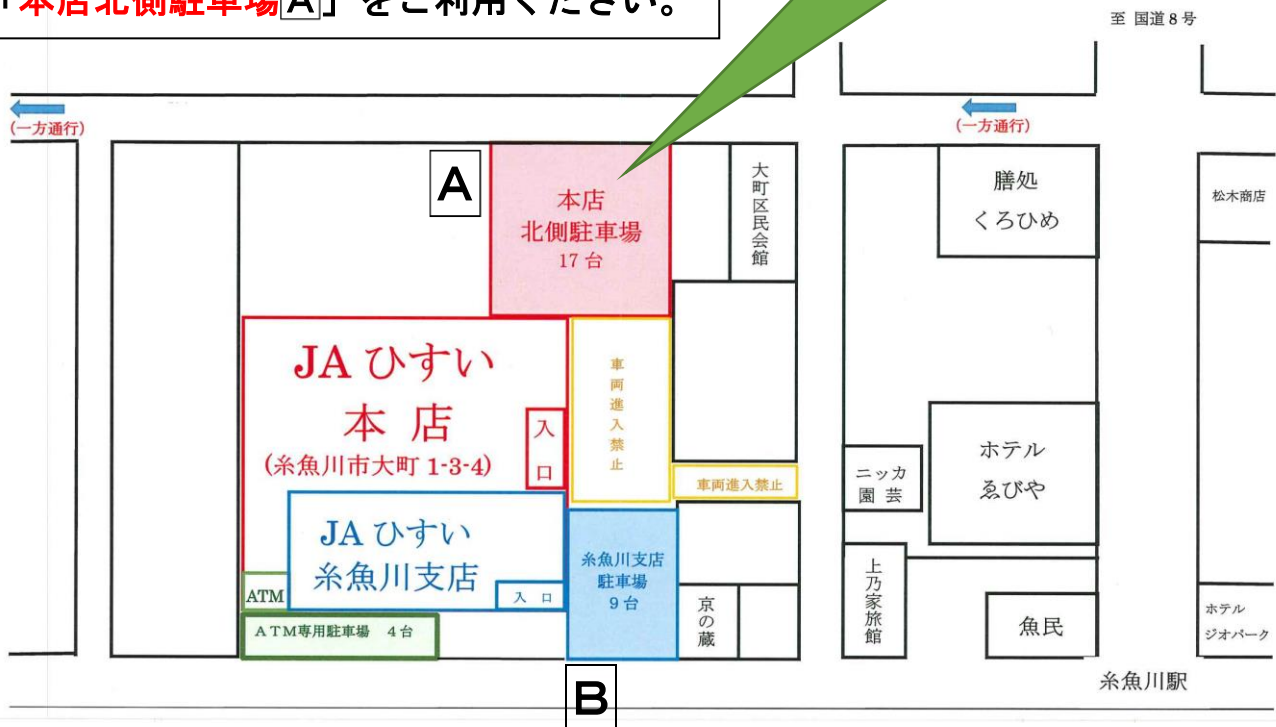 「本店北側駐車場A」をご利用ください。
至 国道8号
(一方通行)
(一方通行)
A
本店
北側駐車場
17台
大町区民会館
膳処
くろひめ
松木商店
JAひすい
本店
(糸魚川市大町1-3-4)
入口
車両進入禁止
車両進入禁止
ニッカ
園芸
ホテル
ゑびや
JAひすい
糸魚川支店
入口
糸魚川支店
駐車場
9台
ATM
ATM専用駐車場 4台
京の蔵
上乃家旅館
魚民
ホテル
ジオパーク
糸魚川駅
B